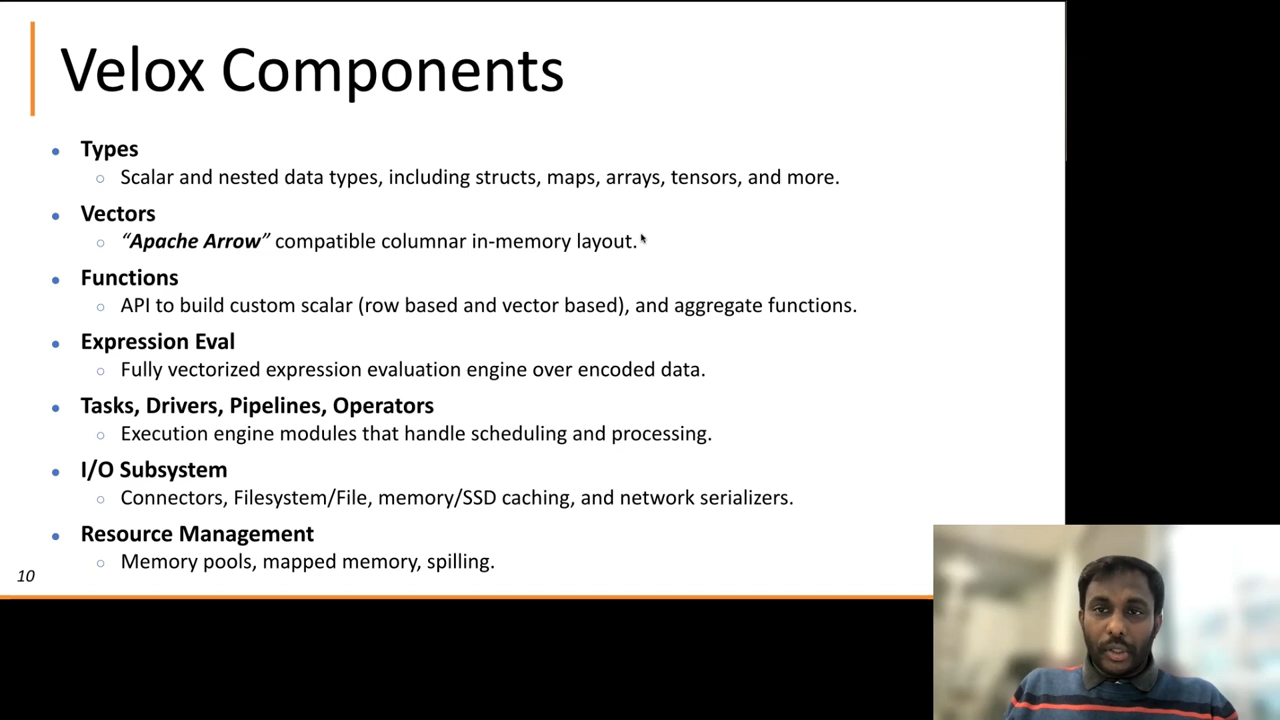 Velox Components
• Types
○ Scalar and nested data types, including structs, maps, arrays, tensors, and more.
• Vectors
○ “Apache Arrow” compatible columnar in-memory layout.
• Functions
○ API to build custom scalar (row based and vector based), and aggregate functions.
• Expression Eval
○ Fully vectorized expression evaluation engine over encoded data.
• Tasks, Drivers, Pipelines, Operators
○ Execution engine modules that handle scheduling and processing.
• I/O Subsystem
○ Connectors, Filesystem/File, memory/SSD caching, and network serializers.
• Resource Management
○ Memory pools, mapped memory, spilling.
10